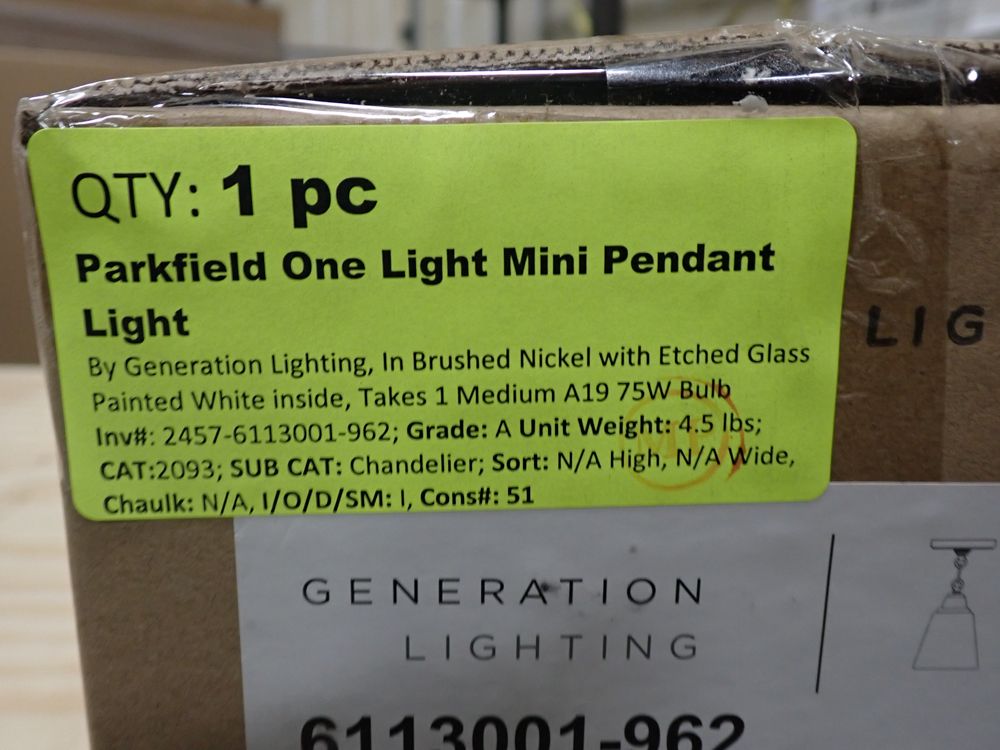 QTY: 1 pc
Parkfield One Light Mini Pendant
Light
By Generation Lighting, In Brushed Nickel with Etched Glass
Painted White inside, Takes 1 Medium A19 75W Bulb
Inv#: 2457-6113001-962; Grade: A Unit Weight: 4.5 lbs;
CAT:2093; SUB CAT: Chandelier; Sort: N/A High, N/A Wide,
Chaulk: N/A, I/O/D/SM: I, Cons#: 51
LIG
GENERATION
LIGHTING
6113001-962